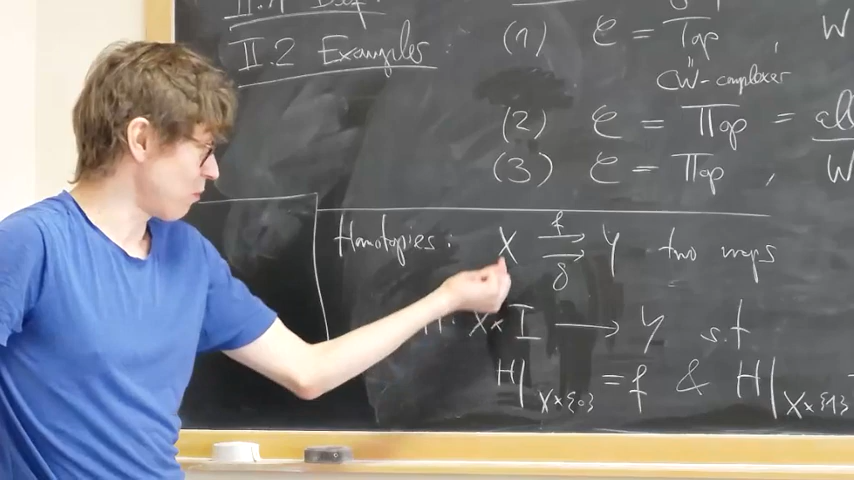 II.1 Def.
II.2 Examples :
(1) C = Top , W
CW-complexes
(2) C = Top = all
(3) C = Top , W
Homotopies : X f⇉g Y two maps
H: X × I → Y s.t
H|X×{0} = f & H|X×{1}